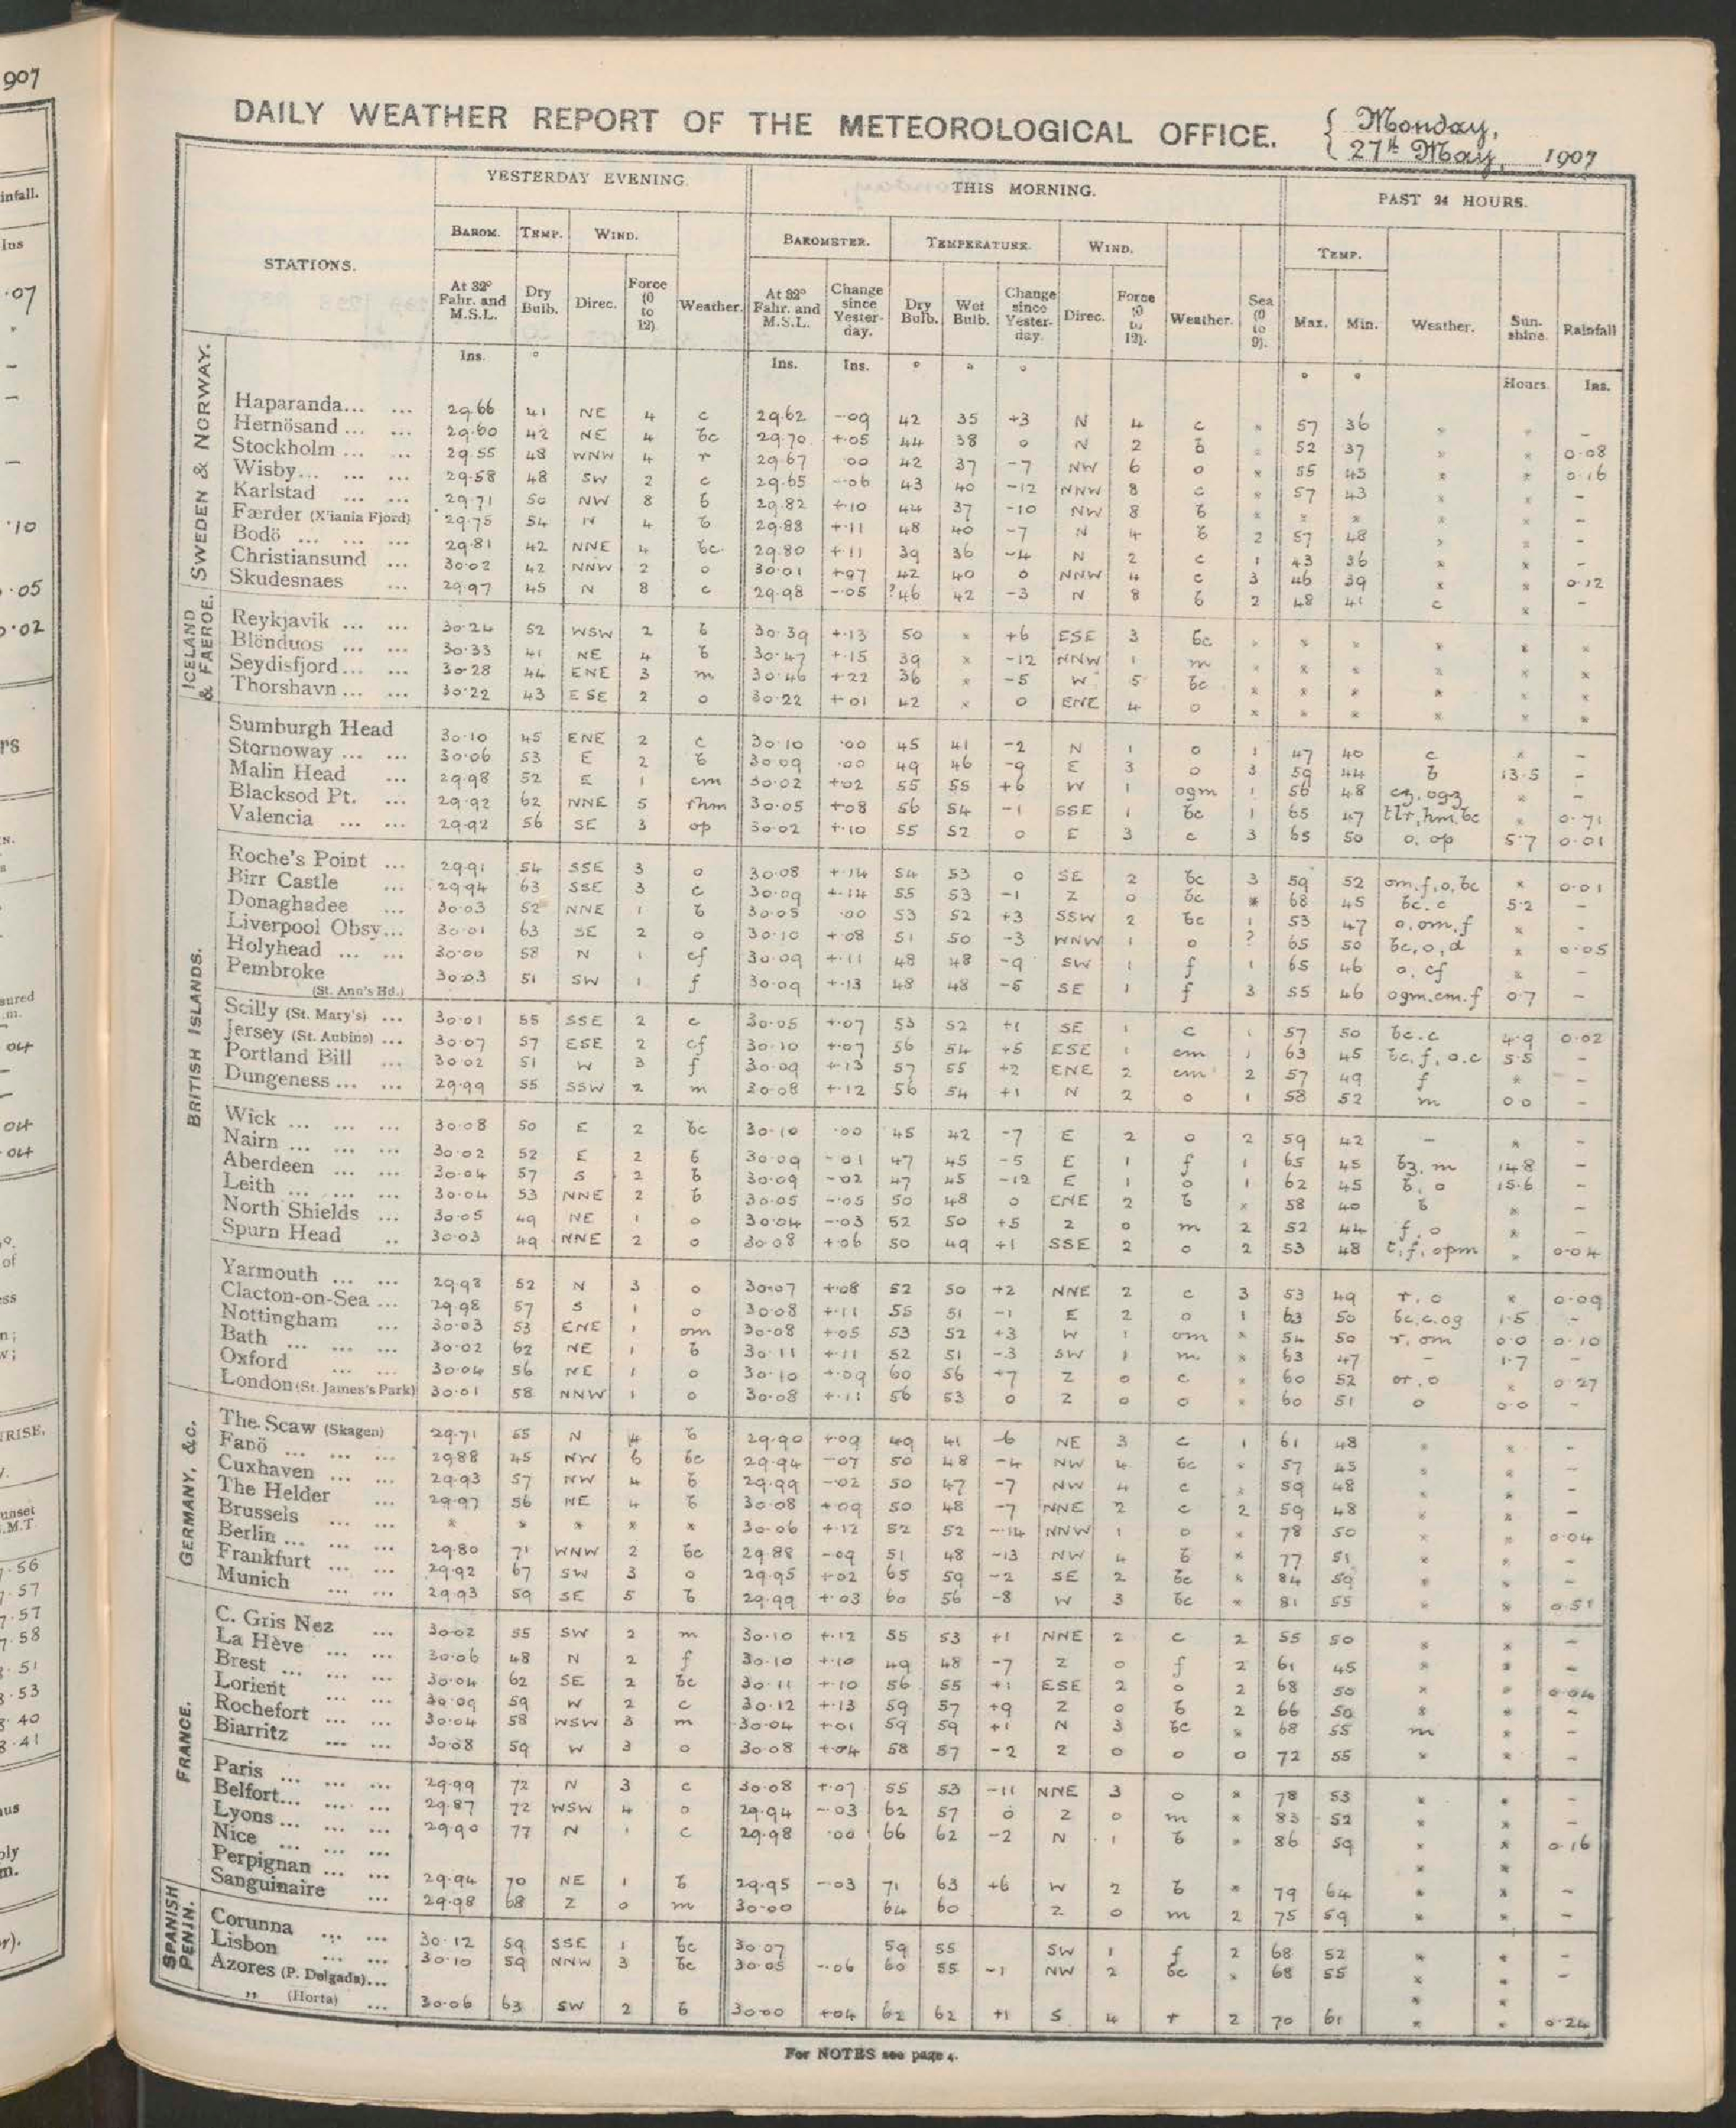 907
infall.
Ins
.07
.10
.05
0.02
DAILY WEATHER REPORT OF THE METEOROLOGICAL OFFICE. { Monday, 27th May, 1907
YESTERDAY EVENING. THIS MORNING. PAST 24 HOURS.
BAROM. TEMP. WIND. BAROMETER. TEMPERATURE. WIND. TEMP.
STATIONS. At 32° Fahr. and M.S.L. Dry Bulb. Direc. Force (0 to 12). Weather. At 32° Fahr. and M.S.L. Change since Yesterday. Dry Bulb. Wet Bulb. Change since Yesterday. Direc. Force (0 to 12). Weather. Sea (0 to 9). Max. Min. Weather. Sunshine. Rainfall
Ins. ° Ins. Ins. ° ° ° ° ° Hours. Ins.
SWEDEN & NORWAY.
Haparanda... ... 29.66 41 NE 4 c 29.62 -.09 42 35 +3 N 4 c * 57 36 * * -
Hernösand ... ... 29.60 42 NE 4 bc 29.70 +.05 44 38 0 N 2 b * 52 37 * * 0.08
Stockholm ... ... 29.55 48 WNW 4 r 29.67 .00 42 37 -7 NW 6 o * 55 43 * * 0.16
Wisby... ... ... 29.58 48 SW 2 c 29.65 -.06 43 40 -12 NNW 8 c * 57 43 * * -
Karlstad ... ... 29.71 50 NW 8 b 29.82 +.10 44 37 -10 NW 8 b * * * * * -
Færder (X'iania Fjord) 29.75 54 N 4 b 29.88 +.11 48 40 -7 N 4 b 2 57 48 * * -
Bodö ... ... ... 29.81 42 NNE 4 bc 29.80 +.11 39 36 -4 N 2 c 1 43 36 * * -
Christiansund ... 30.02 42 NNW 2 o 30.01 +.07 42 40 0 NNW 4 c 3 46 39 * * 0.12
Skudesnaes ... 29.97 45 N 8 c 29.98 -.05 ?46 42 -3 N 8 b 2 48 41 c * -
ICELAND & FAEROE.
Reykjavik ... ... 30.24 52 WSW 2 b 30.39 +.13 50 * +6 ESE 3 bc * * * * * *
Blönduos ... ... 30.33 41 NE 4 b 30.47 +.15 39 * -12 NNW 1 m * * * * * *
Seydisfjord... ... 30.28 44 ENE 3 m 30.46 +.22 36 * -5 W 5 bc * * * * * *
Thorshavn ... ... 30.22 43 ESE 2 o 30.22 +.01 42 * 0 ENE 4 o * * * * * *
BRITISH ISLANDS.
Sumburgh Head 30.10 45 ENE 2 c 30.10 .00 45 41 -2 N 1 o 1 47 40 c * -
Stornoway ... ... 30.06 53 E 2 b 30.09 .00 49 46 -9 E 3 o 3 59 44 b 13.5 -
Malin Head ... 29.98 52 E 1 cm 30.02 +.02 55 55 +6 W 1 ogm 1 56 48 cz, ogz * -
Blacksod Pt. ... 29.92 62 NNE 5 rhm 30.05 +.08 56 54 -1 SSE 1 bc 1 65 47 tlr, hm, bc * 0.71
Valencia ... ... 29.92 56 SE 3 op 30.02 +.10 55 52 0 E 3 c 3 65 50 o, op 5.7 0.01
Roche's Point ... 29.91 54 SSE 3 o 30.08 +.14 54 53 0 SE 2 bc 3 59 52 om, f, o, bc * 0.01
Birr Castle ... 29.94 63 SSE 3 c 30.09 +.14 55 53 -1 Z o bc * 68 45 bc, c 5.2 -
Donaghadee ... 30.03 52 NNE 1 b 30.05 .00 53 52 +3 SSW 2 bc 1 53 47 o, om, f * -
Liverpool Obsy... 30.01 63 SE 2 o 30.10 +.08 51 50 -3 WNW 1 o ? 65 50 bc, o, d * 0.05
Holyhead ... ... 30.00 58 N 1 cf 30.09 +.11 48 48 -9 SW 1 f 1 65 46 o, cf * -
Pembroke (St. Ann's Hd.) 30.03 51 SW 1 f 30.09 +.13 48 48 -5 SE 1 f 3 55 46 ogm, cm, f 0.7 -
Scilly (St. Mary's) ... 30.01 55 SSE 2 c 30.05 +.07 53 52 +1 SE 1 c 1 57 50 bc, c 4.9 0.02
Jersey (St. Aubins) ... 30.07 57 ESE 2 cf 30.10 +.07 56 54 +5 ESE 1 cm 1 63 45 bc, f, o, c 5.5 -
Portland Bill ... 30.02 51 W 3 f 30.09 +.13 57 55 +2 ENE 2 cm 2 57 49 f * -
Dungeness ... ... 29.99 55 SSW 2 m 30.08 +.12 56 54 +1 N 2 o 1 58 52 m 0.0 -
Wick ... ... ... 30.08 50 E 2 bc 30.10 .00 45 42 -7 E 2 o 2 59 42 - * -
Nairn ... ... ... 30.02 52 E 2 b 30.09 -.01 47 45 -5 E 1 f 1 65 45 bz, m 14.8 -
Aberdeen ... ... 30.04 57 S 2 b 30.09 -.02 47 45 -12 E 1 o 1 62 45 b, o 15.6 -
Leith ... ... ... 30.04 53 NNE 2 b 30.05 -.05 50 48 0 ENE 2 b * 58 40 b * -
North Shields ... 30.05 49 NE 1 o 30.04 -.03 52 50 +5 Z o m 2 52 44 f, o * -
Spurn Head .. 30.03 49 NNE 2 o 30.08 +.06 50 49 +1 SSE 2 o 2 53 48 t, f, opm * 0.04
Yarmouth ... ... 29.98 52 N 3 o 30.07 +.08 52 50 +2 NNE 2 c 3 53 49 r, o * 0.09
Clacton-on-Sea ... 29.98 57 S 1 o 30.08 +.11 55 51 -1 E 2 o 1 63 50 bc, c, og 1.5 -
Nottingham ... 30.03 53 ENE 1 om 30.08 +.05 53 52 +3 W 1 om * 54 50 r, om 0.0 0.10
Bath ... ... ... 30.02 62 NE 1 b 30.11 +.11 52 51 -3 SW 1 m * 63 47 - 1.7 -
Oxford ... ... 30.04 56 NE 1 o 30.10 +.09 60 56 +7 Z o c * 60 52 or, o * 0.27
London (St. James's Park) 30.01 58 NNW 1 o 30.08 +.11 56 53 0 Z o o * 60 51 o 0.0 -
GERMANY, &c.
The Scaw (Skagen) 29.71 55 N 4 b 29.90 +.09 49 41 -6 NE 3 c 1 61 48 * * -
Fanö ... ... ... 29.88 45 NW 6 bc 29.94 -.07 50 48 -4 NW 4 bc * 57 45 * * -
Cuxhaven ... ... 29.93 57 NW 4 b 29.99 -.02 50 47 -7 NW 4 c * 59 48 * * -
The Helder ... 29.97 56 NE 4 b 30.08 +.09 50 48 -7 NNE 2 c 2 59 48 * * -
Brussels ... ... * * * * * 30.06 +.12 52 52 -14 NNW 1 o * 78 50 * * 0.04
Berlin ... ... ... 29.80 71 WNW 2 bc 29.88 -.09 51 48 -13 NW 4 b * 77 51 * * -
Frankfurt ... ... 29.92 67 SW 3 o 29.95 +.02 65 59 -2 SE 2 bc * 84 59 * * -
Munich ... ... 29.93 59 SE 5 b 29.99 +.03 60 56 -8 W 3 bc * 81 55 * * 0.51
FRANCE.
C. Gris Nez ... 30.02 55 SW 2 m 30.10 +.12 55 53 +1 NNE 2 c 2 55 50 * * -
La Hève ... ... 30.06 48 N 2 f 30.10 +.10 49 48 -7 Z o f 2 61 45 * * -
Brest ... ... ... 30.04 62 SE 2 bc 30.11 +.10 56 55 +1 ESE 2 o 2 68 50 * * 0.04
Lorient ... ... 30.09 59 W 2 c 30.12 +.13 59 57 +9 Z o b 2 66 50 * * -
Rochefort ... ... 30.04 58 WSW 3 m 30.04 +.01 59 59 +1 N 3 bc * 68 55 m * -
Biarritz ... ... 30.08 59 W 3 o 30.08 +.04 58 57 -2 Z o o 0 72 55 * * -
Paris ... ... ... 29.99 72 N 3 c 30.08 +.07 55 53 -11 NNE 3 o * 78 53 * * -
Belfort... ... ... 29.87 72 WSW 4 o 29.94 -.03 62 57 0 Z o m * 83 52 * * -
Lyons ... ... ... 29.90 77 N 1 c 29.98 .00 66 62 -2 N 1 b * 86 59 * * 0.16
Nice ... ... ... * *
Perpignan ... ... 29.94 70 NE 1 b 29.95 -.03 71 63 +6 W 2 b * 79 64 * * -
Sanguinaire ... 29.98 68 Z o m 30.00 64 60 Z o m 2 75 59 * * -
SPANISH PENIN.
Corunna ... ... 30.12 59 SSE 1 bc 30.07 59 55 SW 1 f 2 68 52 * * -
Lisbon ... ... 30.10 59 NNW 3 bc 30.05 -.06 60 55 -1 NW 2 bc * 68 55 * * -
Azores (P. Delgada)... * *
" (Horta) ... 30.06 63 SW 2 b 30.00 +.04 62 62 +1 S 4 r 2 70 61 * * 0.24
For NOTES see page 4.